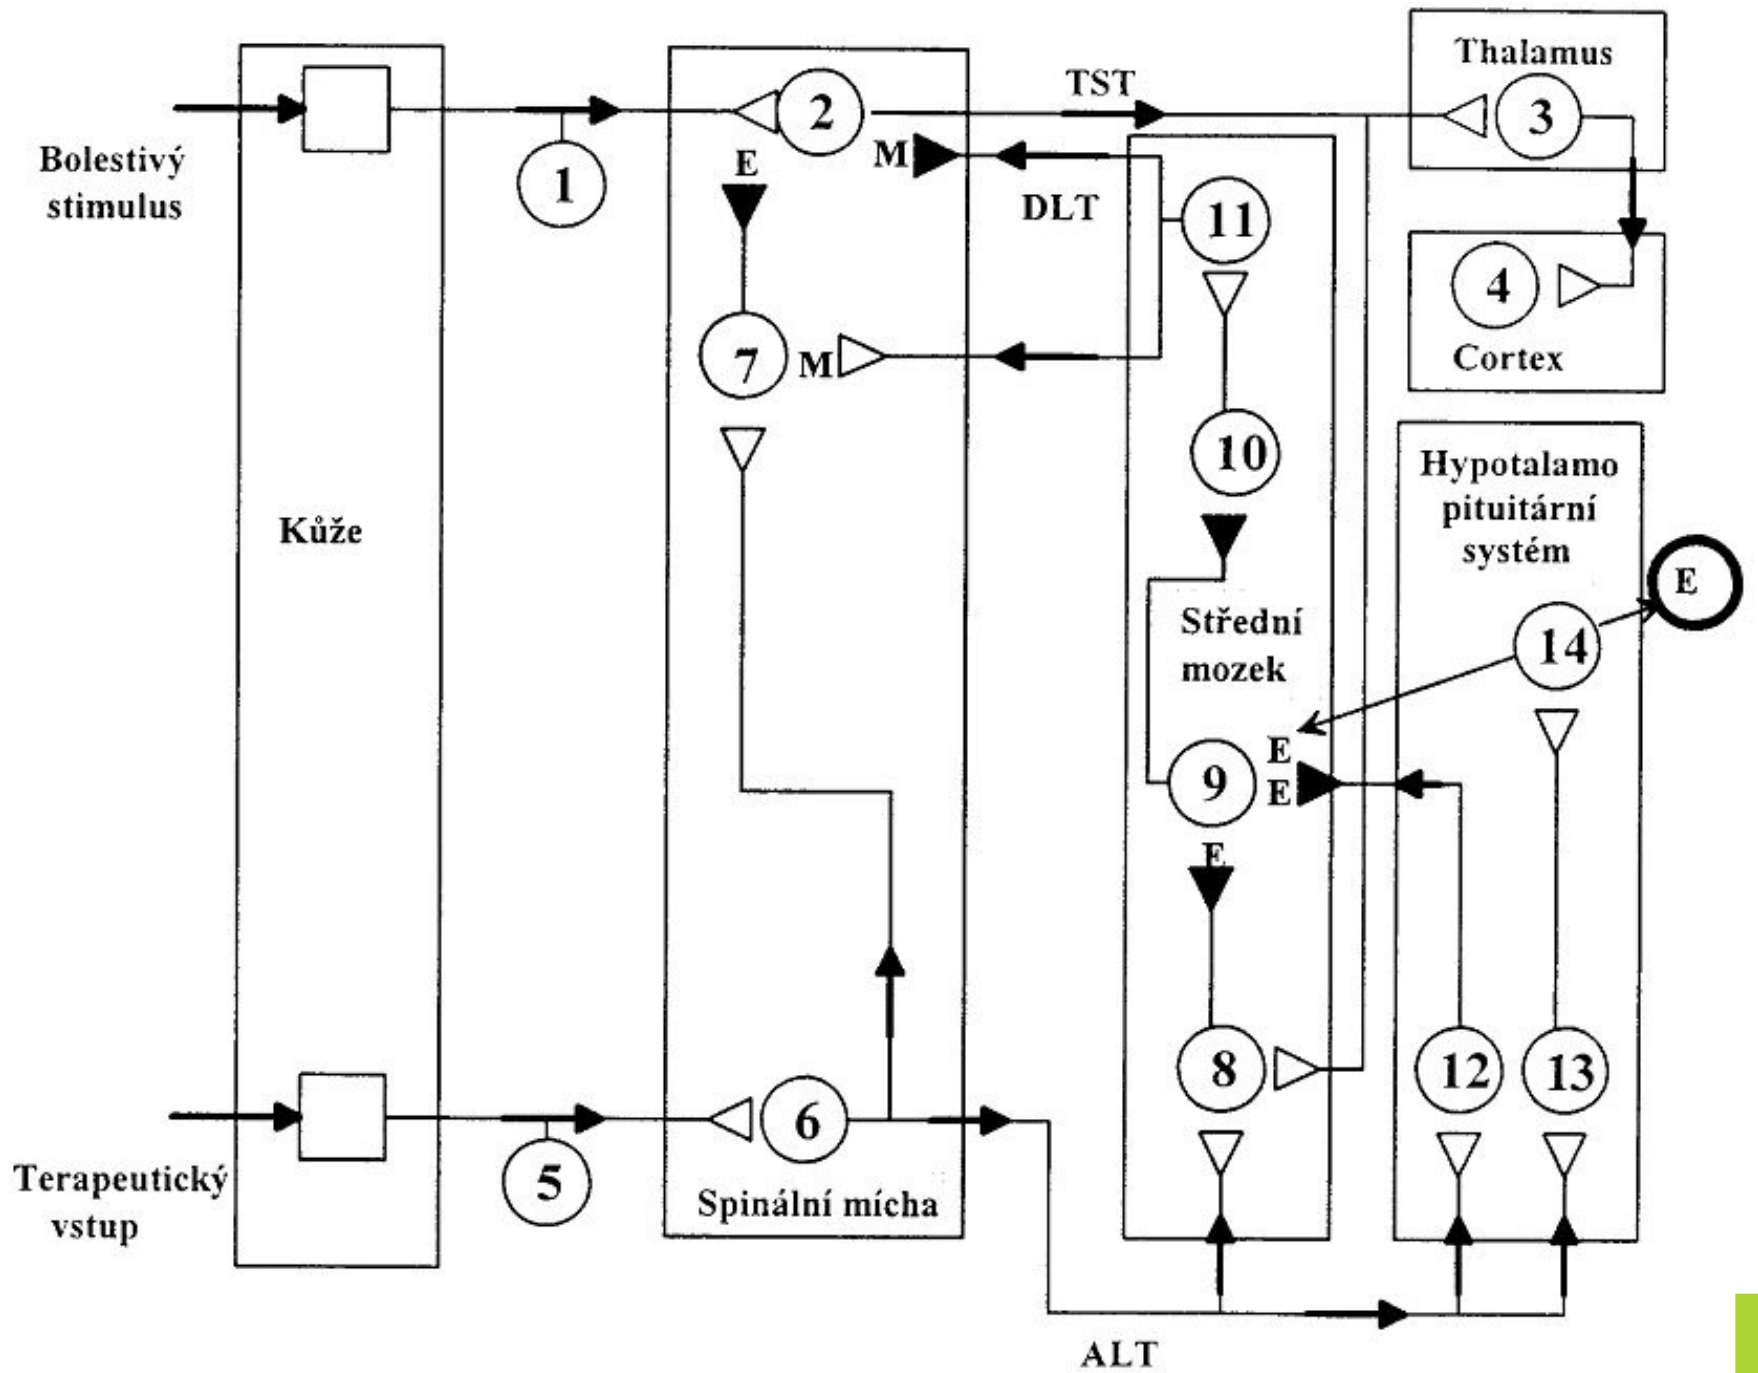 Bolestivý
stimulus
1
Kůže
Terapeutický
vstup
5
2
E
M
7
M
6
Spinální mícha
TST
DLT
11
10
Střední
mozek
9
E
E
E
8
ALT
Thalamus
3
4
Cortex
Hypotalamo
pituitární
systém
E
14
12
13